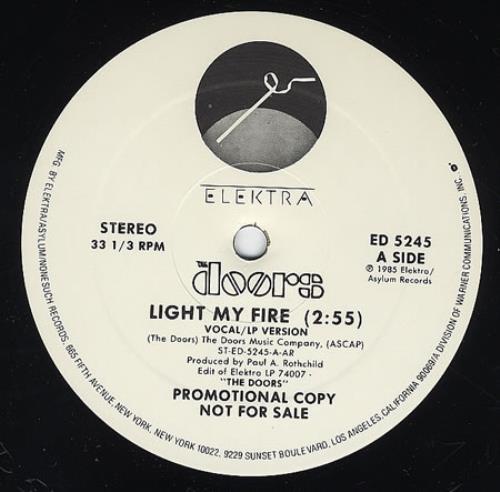 ELEKTRA
STEREO
33 1/3 RPM
ED 5245
A SIDE
℗ 1985 Elektra/
Asylum Records
THE doors
LIGHT MY FIRE (2:55)
VOCAL/LP VERSION
(The Doors) The Doors Music Company, (ASCAP)
ST-ED-5245-A-AR
Produced by Paul A. Rothchild
Edit of Elektra LP 74007 -
"THE DOORS"
PROMOTIONAL COPY
NOT FOR SALE
MFG. BY ELEKTRA/ASYLUM/NONESUCH RECORDS, 665 FIFTH AVENUE, NEW YORK, NEW YORK 10022, 9229 SUNSET BOULEVARD, LOS ANGELES, CALIFORNIA 90069/A DIVISION OF WARNER COMMUNICATIONS, INC.